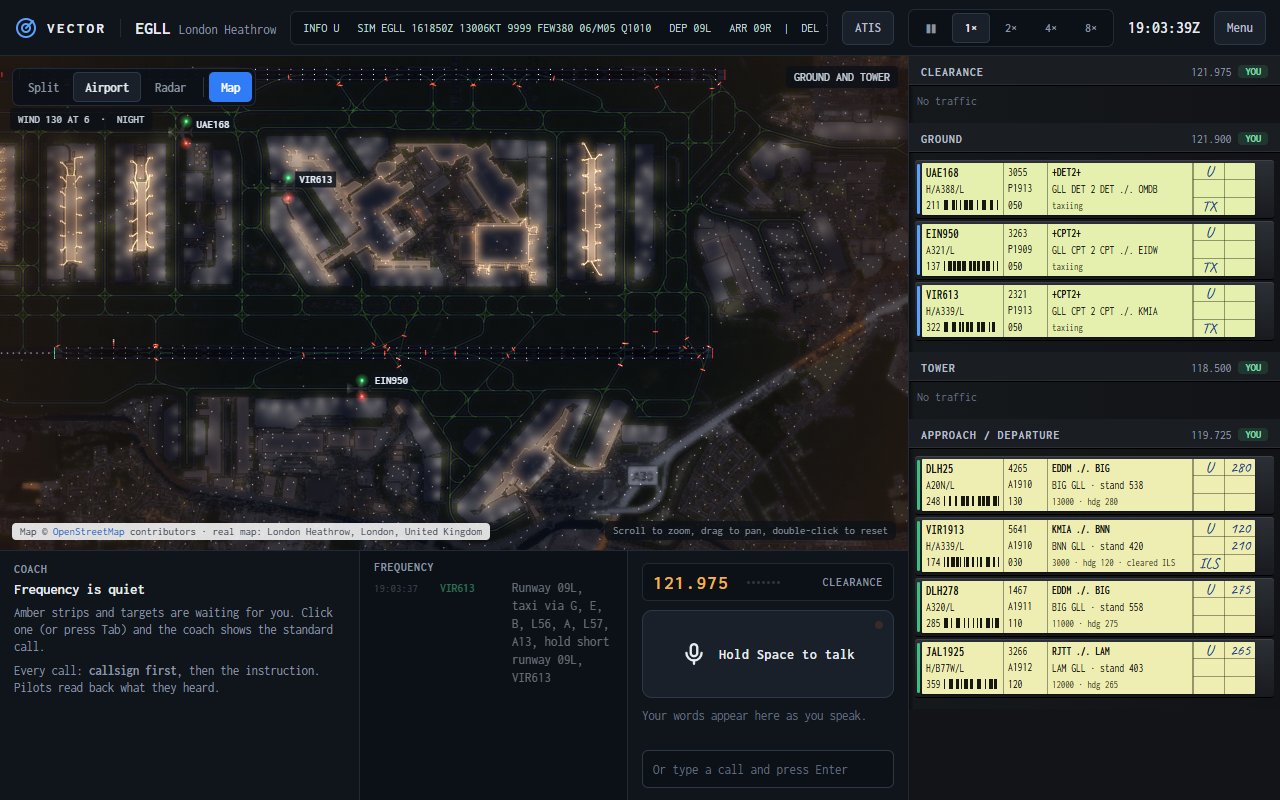 VECTOR
EGLL London Heathrow
INFO U SIM EGLL 161850Z 13006KT 9999 FEW380 06/M05 Q1010 DEP 09L ARR 09R | DEL
ATIS
1× 2× 4× 8×
19:03:39Z
Menu
Split Airport Radar Map
GROUND AND TOWER
WIND 130 AT 6 · NIGHT
UAE168
VIR613
EIN950
Map © OpenStreetMap contributors · real map: London Heathrow, London, United Kingdom
Scroll to zoom, drag to pan, double-click to reset
CLEARANCE 121.975 YOU
No traffic
GROUND 121.900 YOU
UAE168 3055 +DET2+ U
H/A388/L P1913 GLL DET 2 DET ./. OMDB
211 050 taxiing TX
EIN950 3263 +CPT2+ U
A321/L P1909 GLL CPT 2 CPT ./. EIDW
137 050 taxiing TX
VIR613 2321 +CPT2+ U
H/A339/L P1913 GLL CPT 2 CPT ./. KMIA
322 050 taxiing TX
TOWER 118.500 YOU
No traffic
APPROACH / DEPARTURE 119.725 YOU
DLH25 4265 EDDM ./. BIG U 280
A20N/L A1910 BIG GLL · stand 538
248 130 13000 · hdg 280
VIR1913 5641 KMIA ./. BNN U 120
H/A339/L A1910 BNN GLL · stand 420 210
174 030 3000 · hdg 120 · cleared ILS ILS
DLH278 1467 EDDM ./. BIG U 275
A320/L A1911 BIG GLL · stand 558
285 110 11000 · hdg 275
JAL1925 3266 RJTT ./. LAM U 265
H/B77W/L A1912 LAM GLL · stand 403
359 120 12000 · hdg 265
COACH
Frequency is quiet
Amber strips and targets are waiting for you. Click
one (or press Tab) and the coach shows the standard
call.
Every call: callsign first, then the instruction.
Pilots read back what they heard.
FREQUENCY
19:03:37 VIR613 Runway 09L,
taxi via G, E,
B, L56, A, L57,
A13, hold short
runway 09L,
VIR613
121.975 CLEARANCE
Hold Space to talk
Your words appear here as you speak.
Or type a call and press Enter